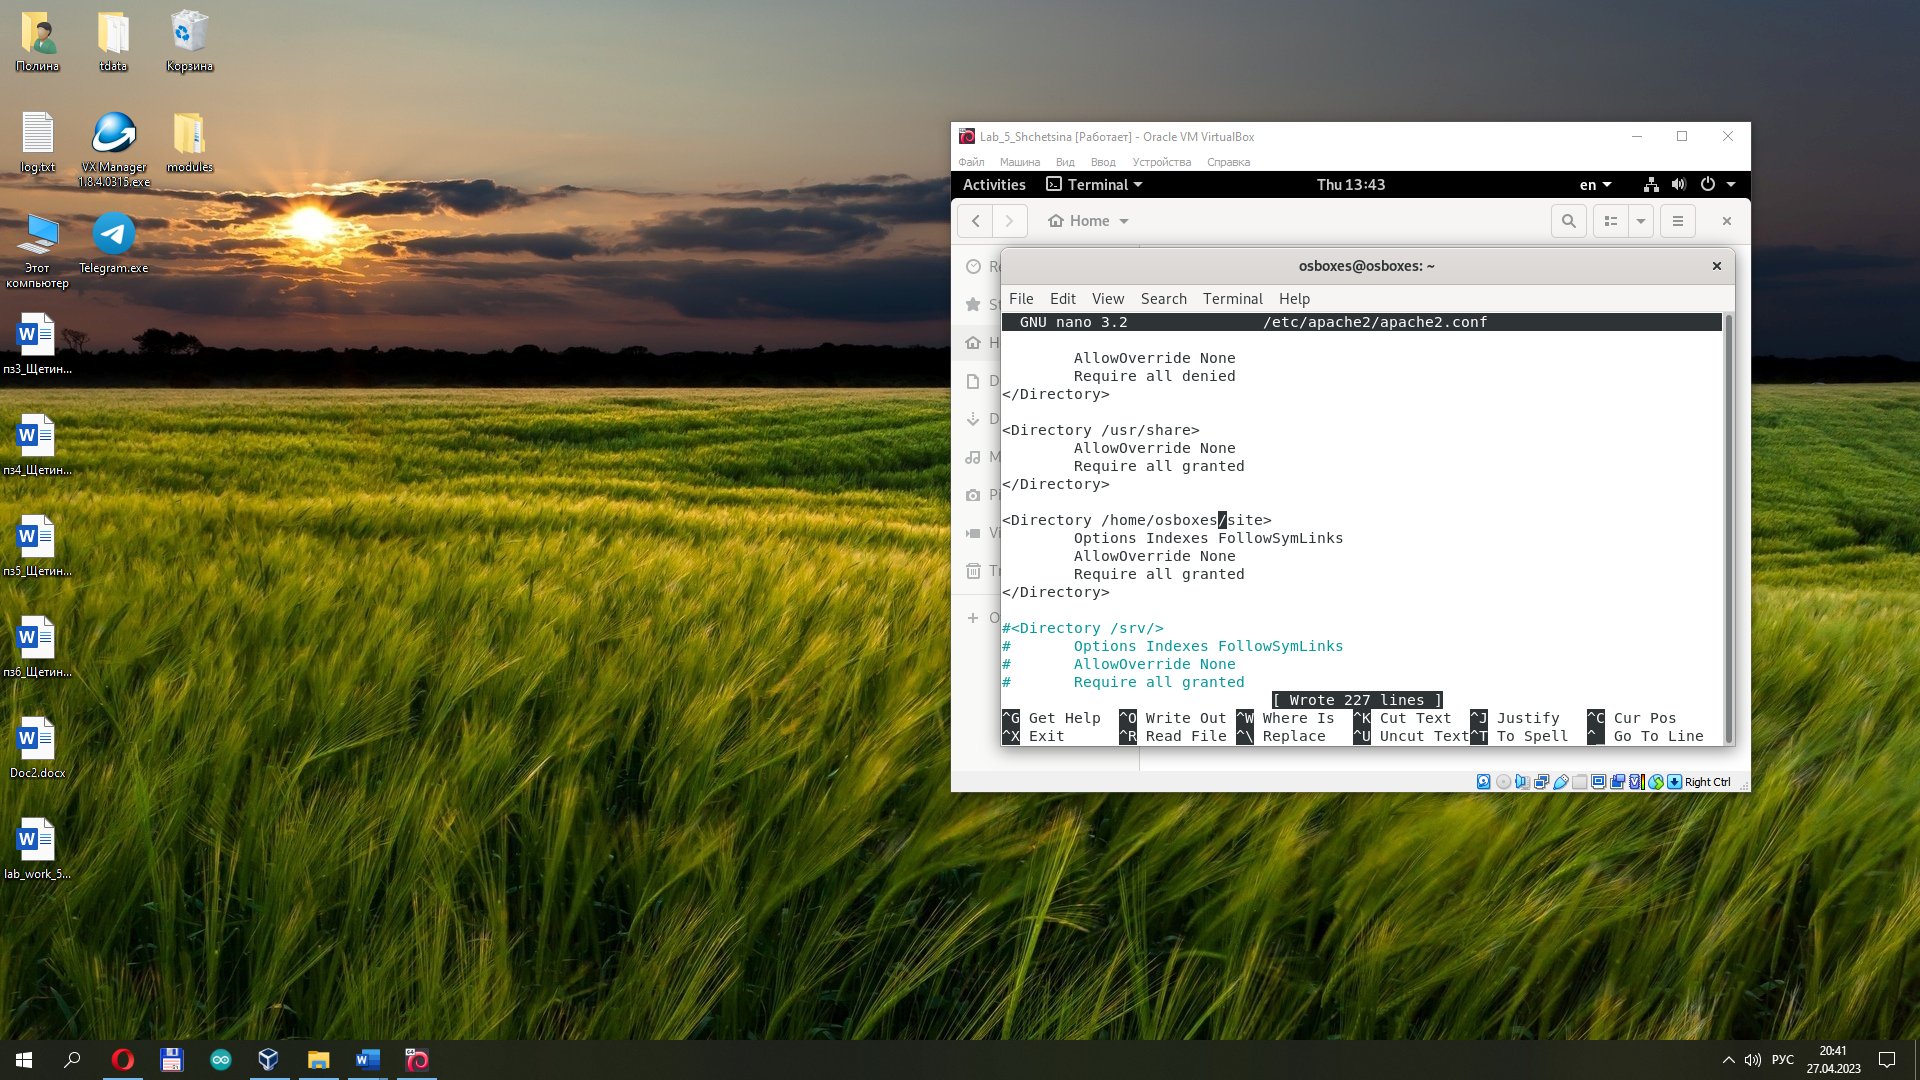 Полина
tdata
Корзина
log.txt
VX Manager
1.8.4.0315.exe
modules
Этот
компьютер
Telegram.exe
пз3_Щетин...
пз4_Щетин...
пз5_Щетин...
пз6_Щетин...
Doc2.docx
lab_work_5...
Lab_5_Shchetsina [Работает] - Oracle VM VirtualBox
Файл Машина Вид Ввод Устройства Справка
Activities Terminal Thu 13:43 en
Home
osboxes@osboxes: ~
File Edit View Search Terminal Help
GNU nano 3.2 /etc/apache2/apache2.conf
AllowOverride None
Require all denied
</Directory>
<Directory /usr/share>
AllowOverride None
Require all granted
</Directory>
<Directory /home/osboxes/site>
Options Indexes FollowSymLinks
AllowOverride None
Require all granted
</Directory>
#<Directory /srv/>
# Options Indexes FollowSymLinks
# AllowOverride None
# Require all granted
[ Wrote 227 lines ]
^G Get Help ^O Write Out ^W Where Is ^K Cut Text ^J Justify ^C Cur Pos
^X Exit ^R Read File ^\ Replace ^U Uncut Text ^T To Spell ^_ Go To Line
Right Ctrl
РУС
20:41
27.04.2023